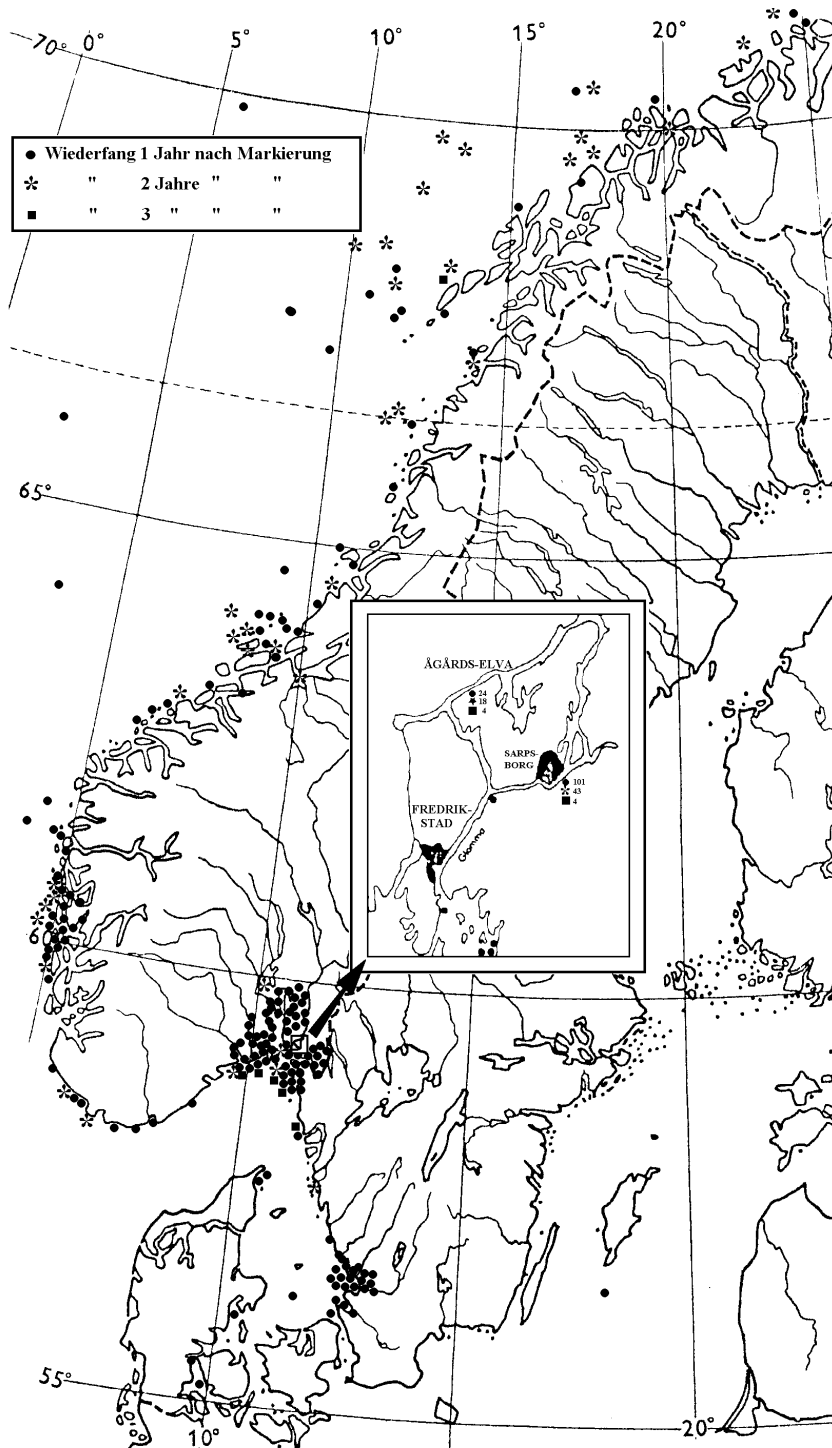 70° 0° 5° 10° 15° 20°
● Wiederfang 1 Jahr nach Markierung
* " 2 Jahre " "
■ " 3 " " "
65°
ÅGÅRDS-ELVA
24
18
4
SARPS-
BORG
101
43
4
FREDRIK-
STAD
Glomma
55°
10°
20°